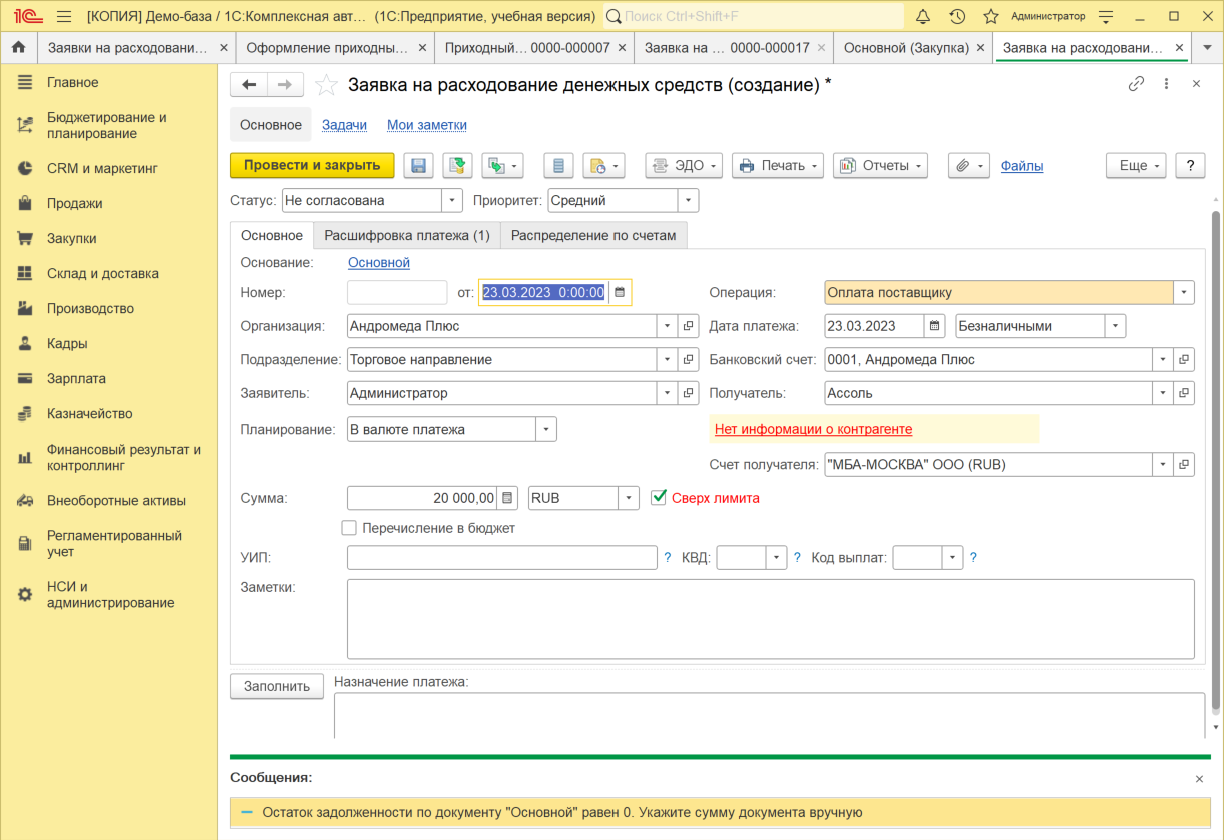 [КОПИЯ] Демо-база / 1С:Комплексная авт... (1С:Предприятие, учебная версия) Поиск Ctrl+Shift+F Администратор
Заявки на расходовани... × Оформление приходны... × Приходный... 0000-000007 × Заявка на ... 0000-000017 × Основной (Закупка) × Заявка на расходовани... ×
Главное
Бюджетирование и
планирование
CRM и маркетинг
Продажи
Закупки
Склад и доставка
Производство
Кадры
Зарплата
Казначейство
Финансовый результат и
контроллинг
Внеоборотные активы
Регламентированный
учет
НСИ и
администрирование
Заявка на расходование денежных средств (создание) *
Основное Задачи Мои заметки
Провести и закрыть ЭДО Печать Отчеты Файлы Еще ?
Статус: Не согласована Приоритет: Средний
Основное Расшифровка платежа (1) Распределение по счетам
Основание: Основной
Номер: от: 23.03.2023 0:00:00 Операция: Оплата поставщику
Организация: Андромеда Плюс Дата платежа: 23.03.2023 Безналичными
Подразделение: Торговое направление Банковский счет: 0001, Андромеда Плюс
Заявитель: Администратор Получатель: Ассоль
Планирование: В валюте платежа Нет информации о контрагенте
Счет получателя: "МБА-МОСКВА" ООО (RUB)
Сумма: 20 000,00 RUB Сверх лимита
Перечисление в бюджет
УИП: ? КВД: ? Код выплат: ?
Заметки:
Заполнить Назначение платежа:
Сообщения:
Остаток задолженности по документу "Основной" равен 0. Укажите сумму документа вручную